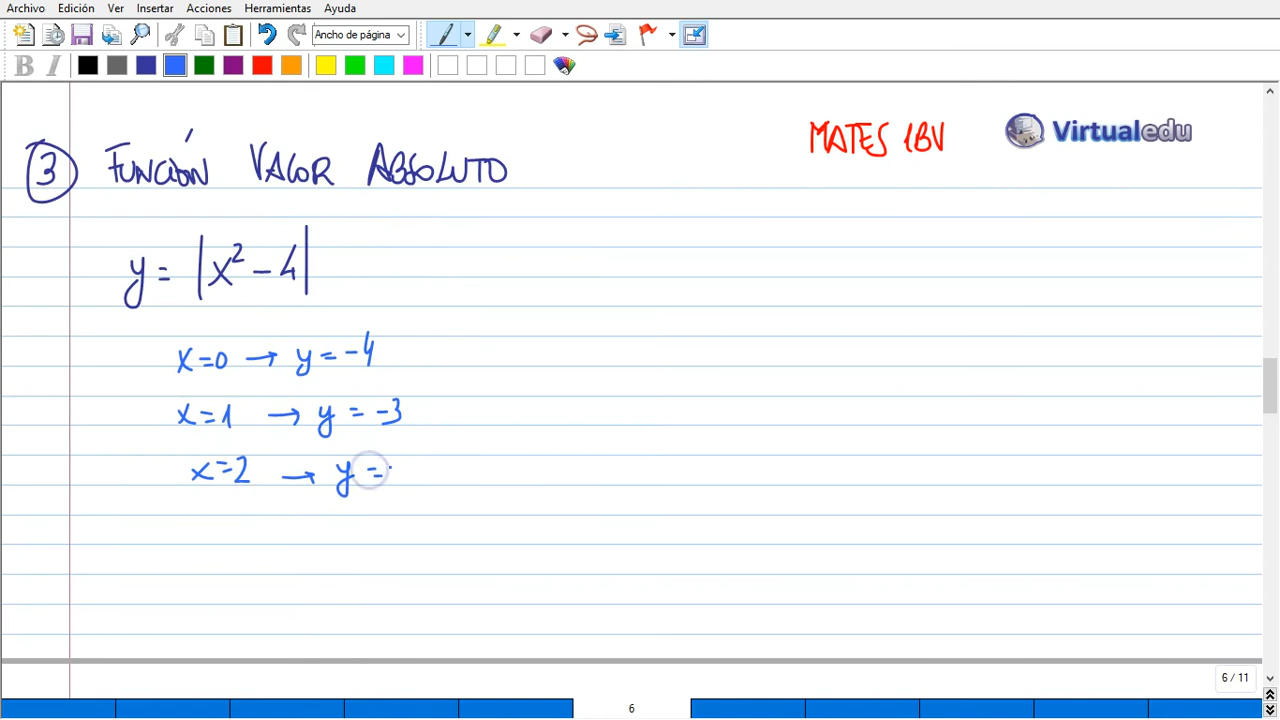 Archivo Edición Ver Insertar Acciones Herramientas Ayuda
Ancho de página
B I
MATES 1BV
Virtualedu
3 FUNCIÓN VALOR ABSOLUTO
y = |x² - 4|
x=0 → y = -4
x=1 → y = -3
x=2 → y =
6 / 11
6